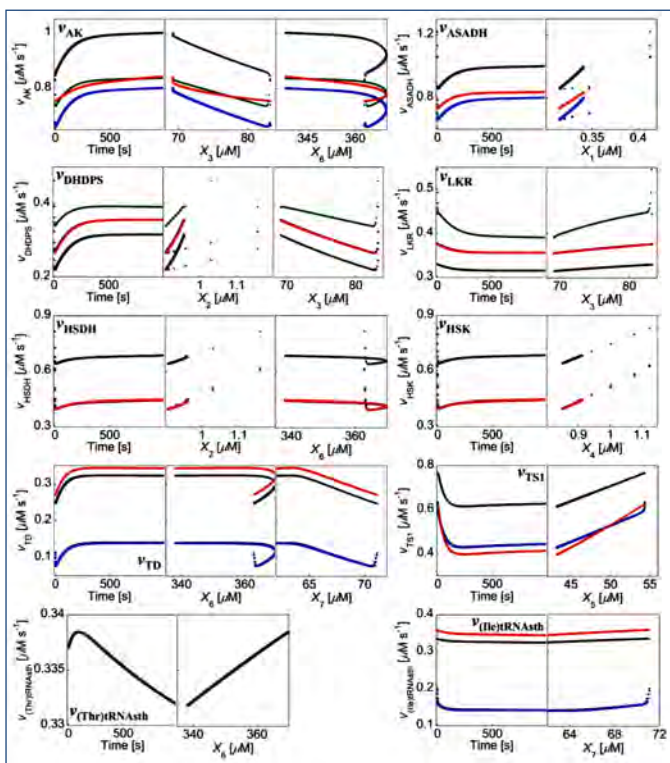 v_AK
v_AK [μM s⁻¹]
1
0.8
0 500
Time [s]
70 80
X_3 [μM]
345 360
X_6 [μM]
v_ASADH
v_ASADH [μM s⁻¹]
1.2
0.8
0 500
Time [s]
0.35 0.4
X_1 [μM]
v_DHDPS
v_DHDPS [μM s⁻¹]
0.4
0.2
0 500
Time [s]
1 1.1
X_2 [μM]
70 80
X_3 [μM]
v_LKR
v_LKR [μM s⁻¹]
0.5
0.4
0.3
0 500
Time [s]
70 80
X_3 [μM]
v_HSDH
v_HSDH [μM s⁻¹]
0.9
0.6
0.3
0 500
Time [s]
1 1.1
X_2 [μM]
340 360
X_6 [μM]
v_HSK
v_HSK [μM s⁻¹]
0.9
0.6
0.3
0 500
Time [s]
0.9 1 1.1
X_4 [μM]
v_TD
v_TD [μM s⁻¹]
0.3
0.2
0.1
0 500
Time [s]
340 360
X_6 [μM]
65 70
X_7 [μM]
v_TS1
v_TS1 [μM s⁻¹]
0.8
0.6
0.4
0 500
Time [s]
45 50 55
X_5 [μM]
v_(Thr)tRNAsth
v_(Thr)tRNAsth [μM s⁻¹]
0.34
0.335
0.33
0 500
Time [s]
340 360
X_6 [μM]
v_(Ile)tRNAsth
v_(Ile)tRNAsth [μM s⁻¹]
0.4
0.3
0.2
0.1
0 500
Time [s]
64 68 72
X_7 [μM]